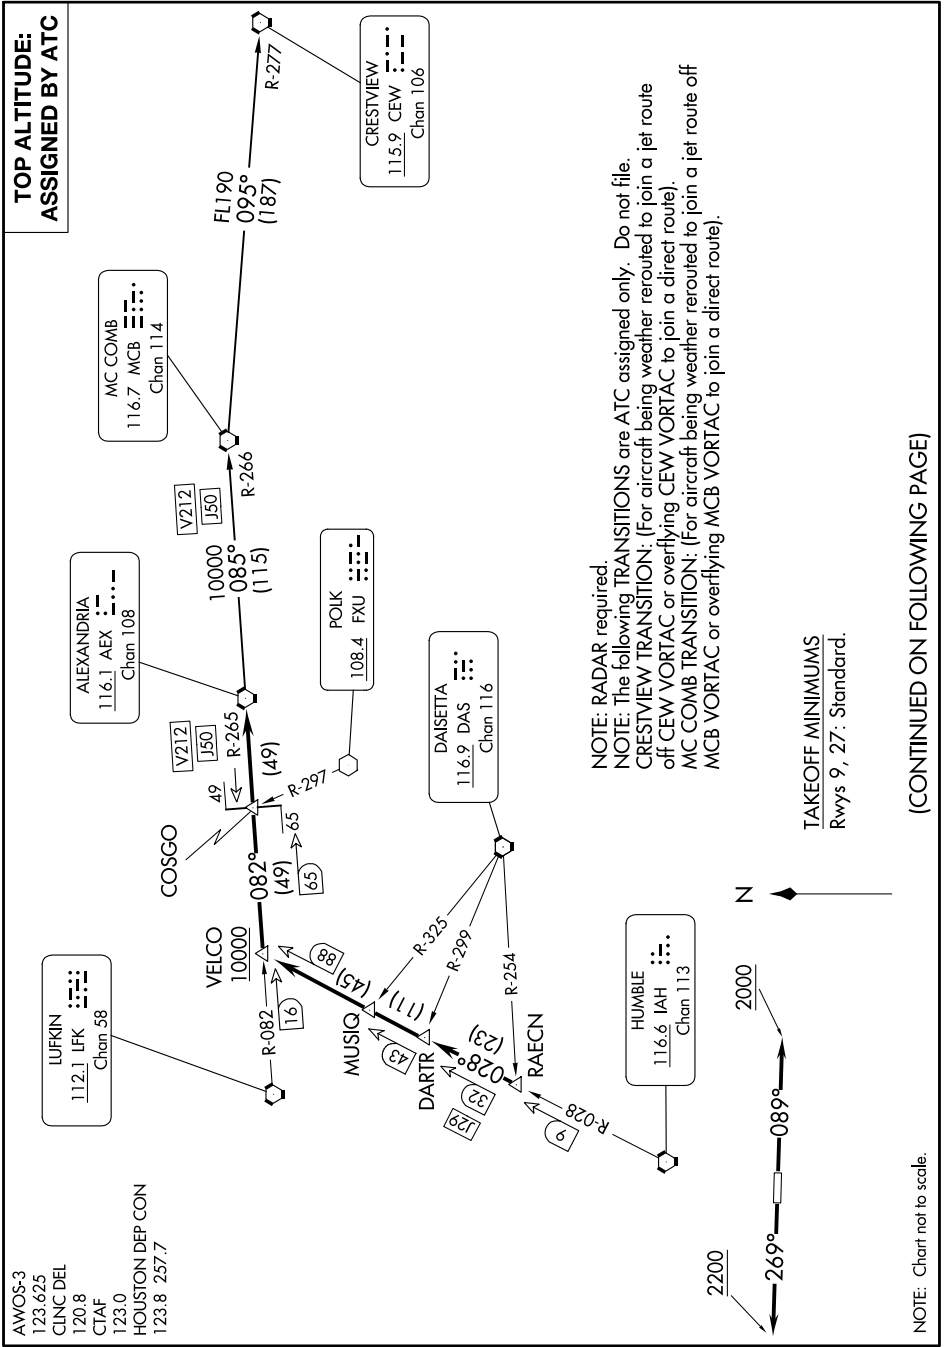 TOP ALTITUDE:
ASSIGNED BY ATC
AWOS-3
123.625
CLNC DEL
120.8
CTAF
123.0
HOUSTON DEP CON
123.8 257.7
LUFKIN
112.1 LFK
Chan 58
R-082
16
VELCO
10000
88
(45)
MUSIQ
43
(11)
DARTR
32
J29
028°
(23)
RAECN
9
R-028
HUMBLE
116.6 IAH
Chan 113
R-325
R-299
R-254
DAISETTA
116.9 DAS
Chan 116
082°
(49)
65
65
COSGO
49
R-297
POLK
108.4 FXU
V212
J50
R-265
(49)
ALEXANDRIA
116.1 AEX
Chan 108
10000
085°
(115)
V212
J50
R-266
MC COMB
116.7 MCB
Chan 114
FL190
095°
(187)
R-277
CRESTVIEW
115.9 CEW
Chan 106
NOTE: RADAR required.
NOTE: The following TRANSITIONS are ATC assigned only. Do not file.
CRESTVIEW TRANSITION: (For aircraft being weather rerouted to join a jet route
off CEW VORTAC or overflying CEW VORTAC to join a direct route).
MC COMB TRANSITION: (For aircraft being weather rerouted to join a jet route off
MCB VORTAC or overflying MCB VORTAC to join a direct route).
TAKEOFF MINIMUMS
Rwys 9, 27: Standard.
N
2200
269°
089°
2000
NOTE: Chart not to scale.
(CONTINUED ON FOLLOWING PAGE)